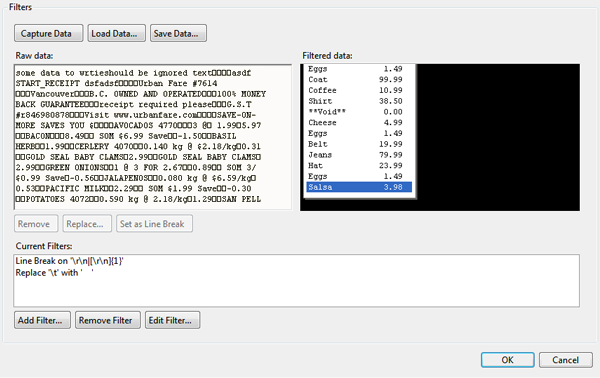 Filters
Capture Data
Load Data...
Save Data...
Raw data:
some data to wrtieshould be ignored text□□□□asdf
START_RECEIPT dsfadsf□□□□Urban Fare #7614
□□□Vancouver□□□B.C. OWNED AND OPERATED□□□100% MONEY
BACK GUARANTEE□□□receipt required please□□□G.S.T
#r846980878□□□Visit www.urbanfare.com□□□□SAVE-ON-
MORE SAVES YOU $□□□□AVOCADOS 4770□□□3 @□ 1.99□5.97
□□BACON□□□8.49□□ SOM $6.99 Save□□-1.50□□BASIL
HERB□1.99□□CERLERY 4070□□0.140 kg @ $2.18/kg□0.31
□□GOLD SEAL BABY CLAMS□2.99□□GOLD SEAL BABY CLAMS□
2.99□□GREEN ONIONS□□1 @ 3 FOR 2.67□0.89□□ SOM 3/
$0.99 Save□-0.56□□JALAPENOS□□0.080 kg @ $6.59/kg□
0.53□□PACIFIC MILK□□2.29□□ SOM $1.99 Save□□-0.30
□□POTATOES 4072□□0.590 kg @ 2.18/kg□1.29□□SAN PELL
Filtered data:
Eggs 1.49
Coat 99.99
Coffee 10.99
Shirt 38.50
**Void** 0.00
Cheese 4.99
Eggs 1.49
Belt 19.99
Jeans 79.99
Hat 23.99
Eggs 1.49
Salsa 3.98
Remove
Replace...
Set as Line Break
Current Filters:
Line Break on '\r\n|[\r\n]{1}'
Replace '\t' with '    '
Add Filter...
Remove Filter
Edit Filter...
OK
Cancel